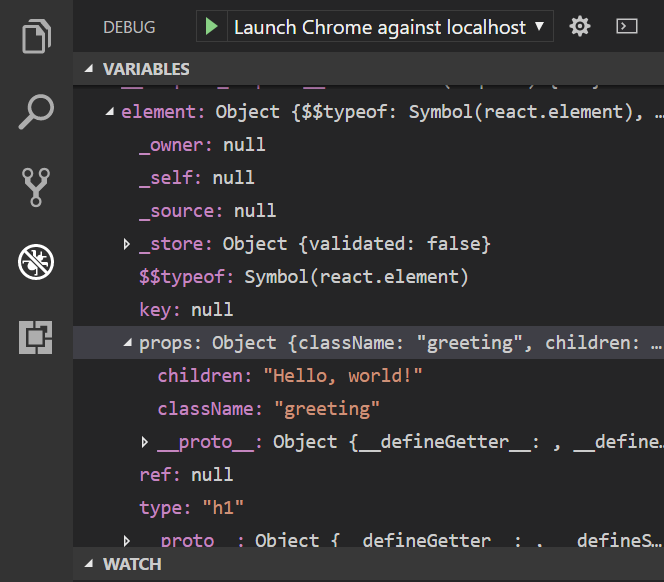 DEBUG Launch Chrome against localhost
VARIABLES
element: Object {$$typeof: Symbol(react.element), …
_owner: null
_self: null
_source: null
_store: Object {validated: false}
$$typeof: Symbol(react.element)
key: null
props: Object {className: "greeting", children: …
children: "Hello, world!"
className: "greeting"
__proto__: Object {__defineGetter__: , __define…
ref: null
type: "h1"
__proto__: Object {__defineGetter__: , __defineS…
WATCH